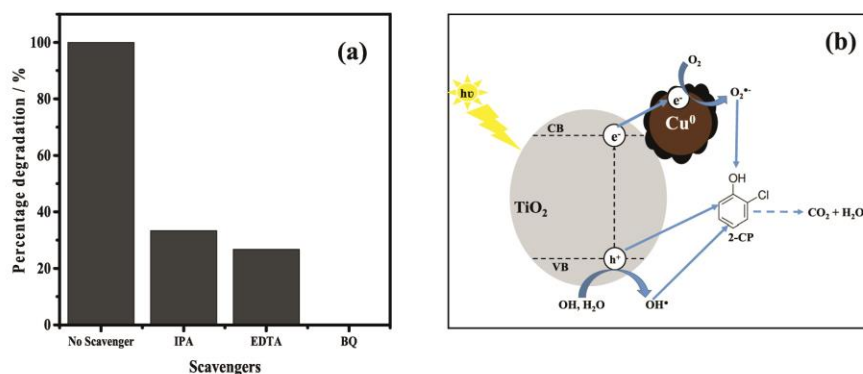 (a)
Percentage degradation / %
100
80
60
40
20
0
No Scavenger IPA EDTA BQ
Scavengers
(b)
hυ
O₂
e⁻
O₂•⁻
Cu⁰
CB
e⁻
TiO₂
OH
Cl
2-CP
CO₂ + H₂O
VB
h⁺
OH, H₂O
OH•